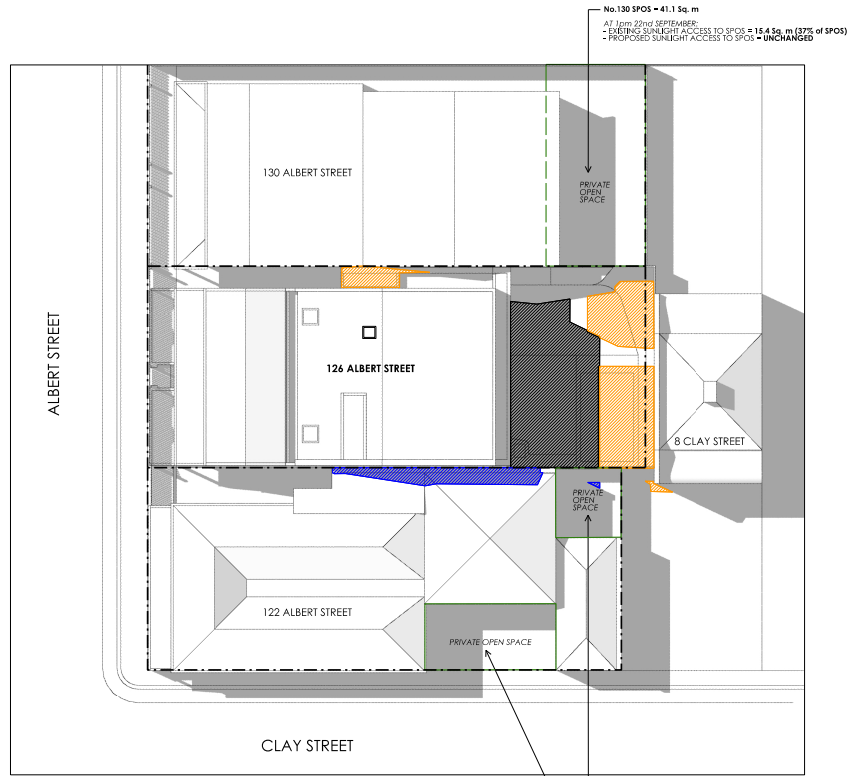 No.130 SPOS = 41.1 Sq. m
AT 1pm 22nd SEPTEMBER:
- EXISTING SUNLIGHT ACCESS TO SPOS = 15.4 Sq. m (37% of SPOS)
- PROPOSED SUNLIGHT ACCESS TO SPOS = UNCHANGED
130 ALBERT STREET
PRIVATE
OPEN
SPACE
ALBERT STREET
126 ALBERT STREET
8 CLAY STREET
PRIVATE
OPEN
SPACE
122 ALBERT STREET
PRIVATE OPEN SPACE
CLAY STREET